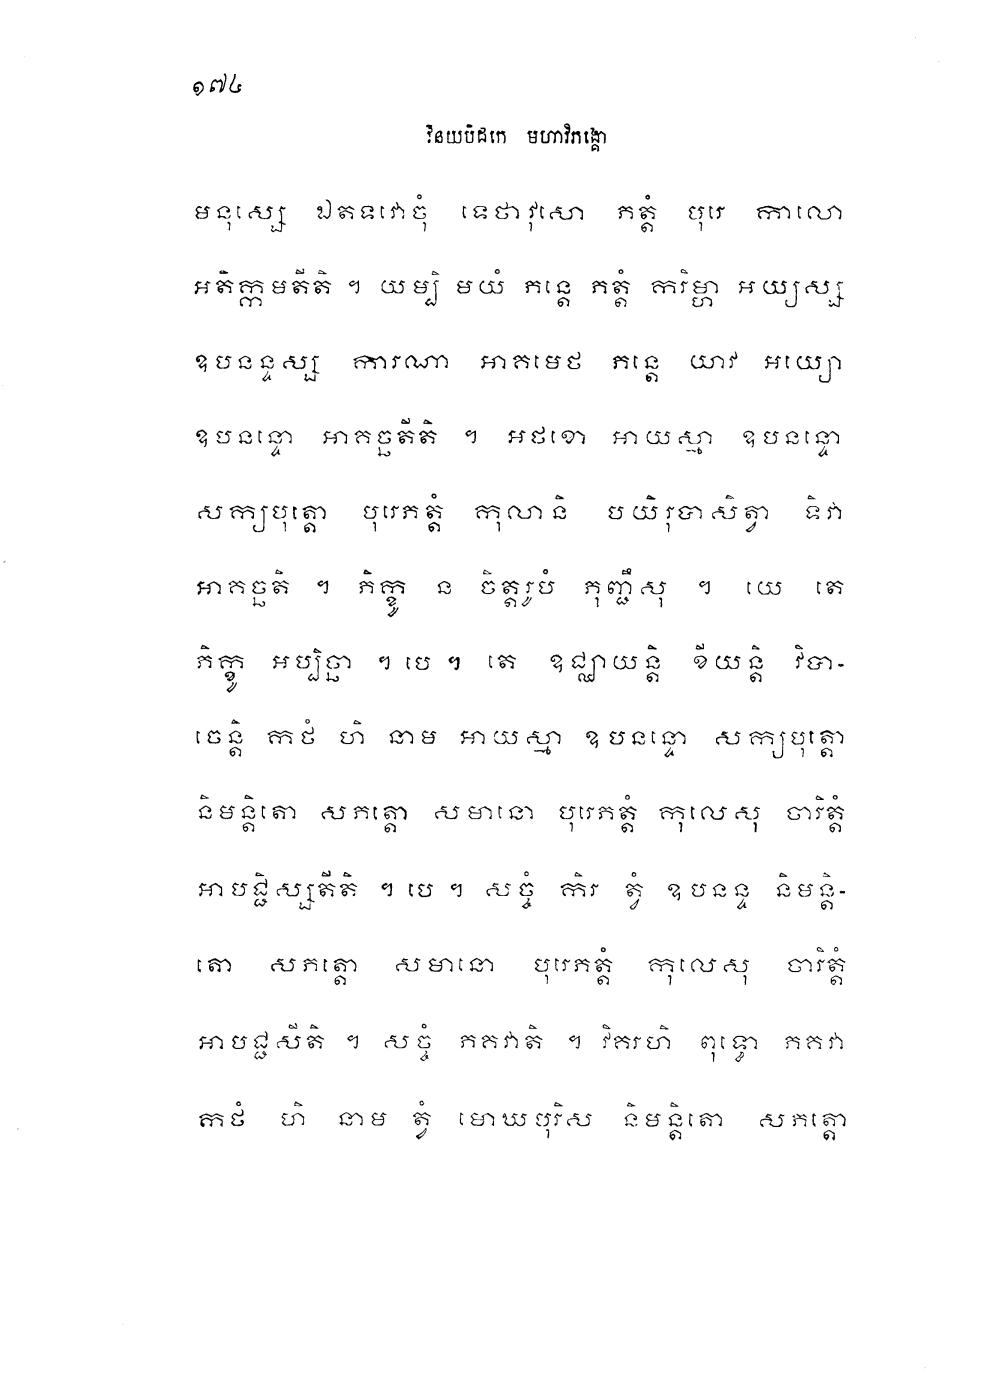 ១៧៤
វិនយបិដកេ មហាវិភង្គោ
មនុស្សេ ឯតទវោចុំ ទេថាវុសោ ភត្តំ បុរេ កាលោ
អតិក្កមតីតិ ។ យម្បិ មយំ ភន្តេ ភត្តំ ករិម្ហា អយ្យស្ស
ឧបនន្ទស្ស ការណា អាគមេថ ភន្តេ យាវ អយ្យោ
ឧបនន្ទោ អាគច្ឆតីតិ ។ អថខោ អាយស្មា ឧបនន្ទោ
សក្យបុត្តោ បុរេភត្តំ កុលានិ បយិរុបាសិត្វា ទិវា
អាគច្ឆតិ ។ ភិក្ខូ ន ចិត្តរូបំ ភុញ្ជឹសុ ។ យេ តេ
ភិក្ខូ អប្បិច្ឆា ។ បេ ។ តេ ឧជ្ឈាយន្តិ ខីយន្តិ វិបា-
ចេន្តិ កថំ ហិ នាម អាយស្មា ឧបនន្ទោ សក្យបុត្តោ
និមន្តិតោ សភត្តោ សមានោ បុរេភត្តំ កុលេសុ ចារិត្តំ
អាបជ្ជិស្សតីតិ ។ បេ ។ សច្ចំ កិរ ត្វំ ឧបនន្ទ និមន្តិ-
តោ សភត្តោ សមានោ បុរេភត្តំ កុលេសុ ចារិត្តំ
អាបជ្ជសីតិ ។ សច្ចំ ភគវាតិ ។ វិគរហិ ពុទ្ធោ ភគវា
កថំ ហិ នាម ត្វំ មោឃបុរិស និមន្តិតោ សភត្តោ